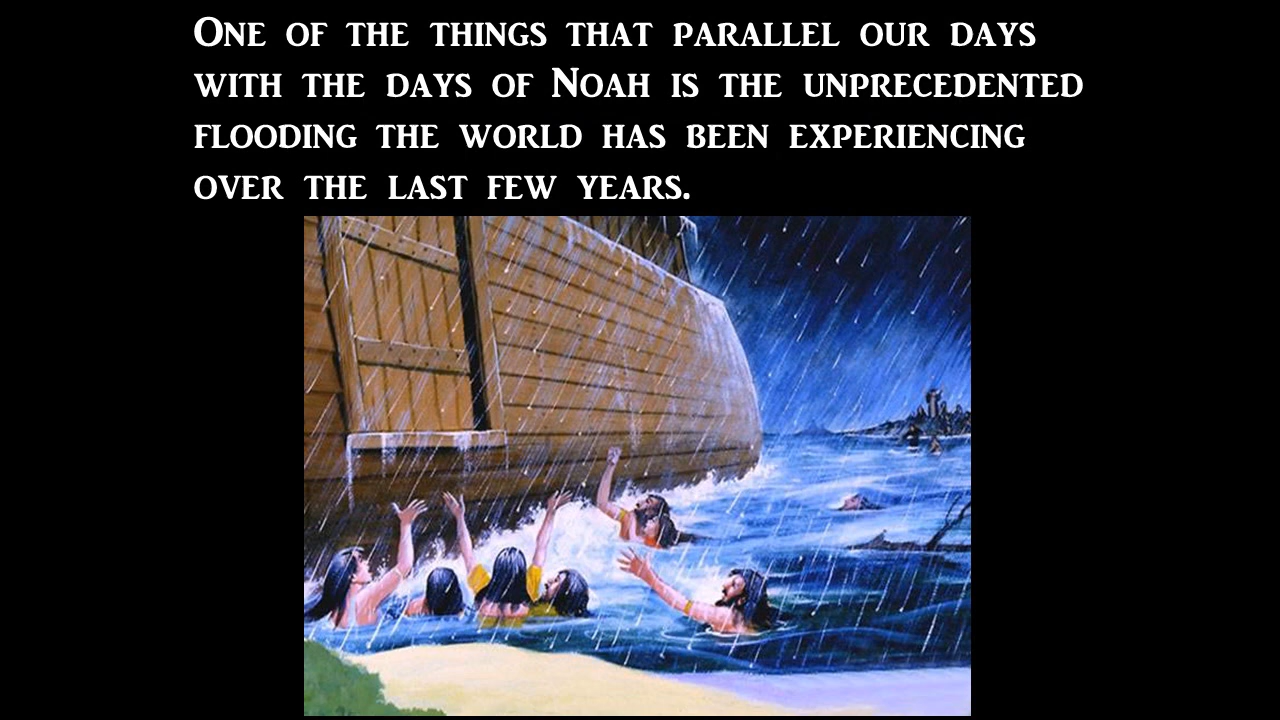 One of the things that parallel our days
with the days of Noah is the unprecedented
flooding the world has been experiencing
over the last few years.